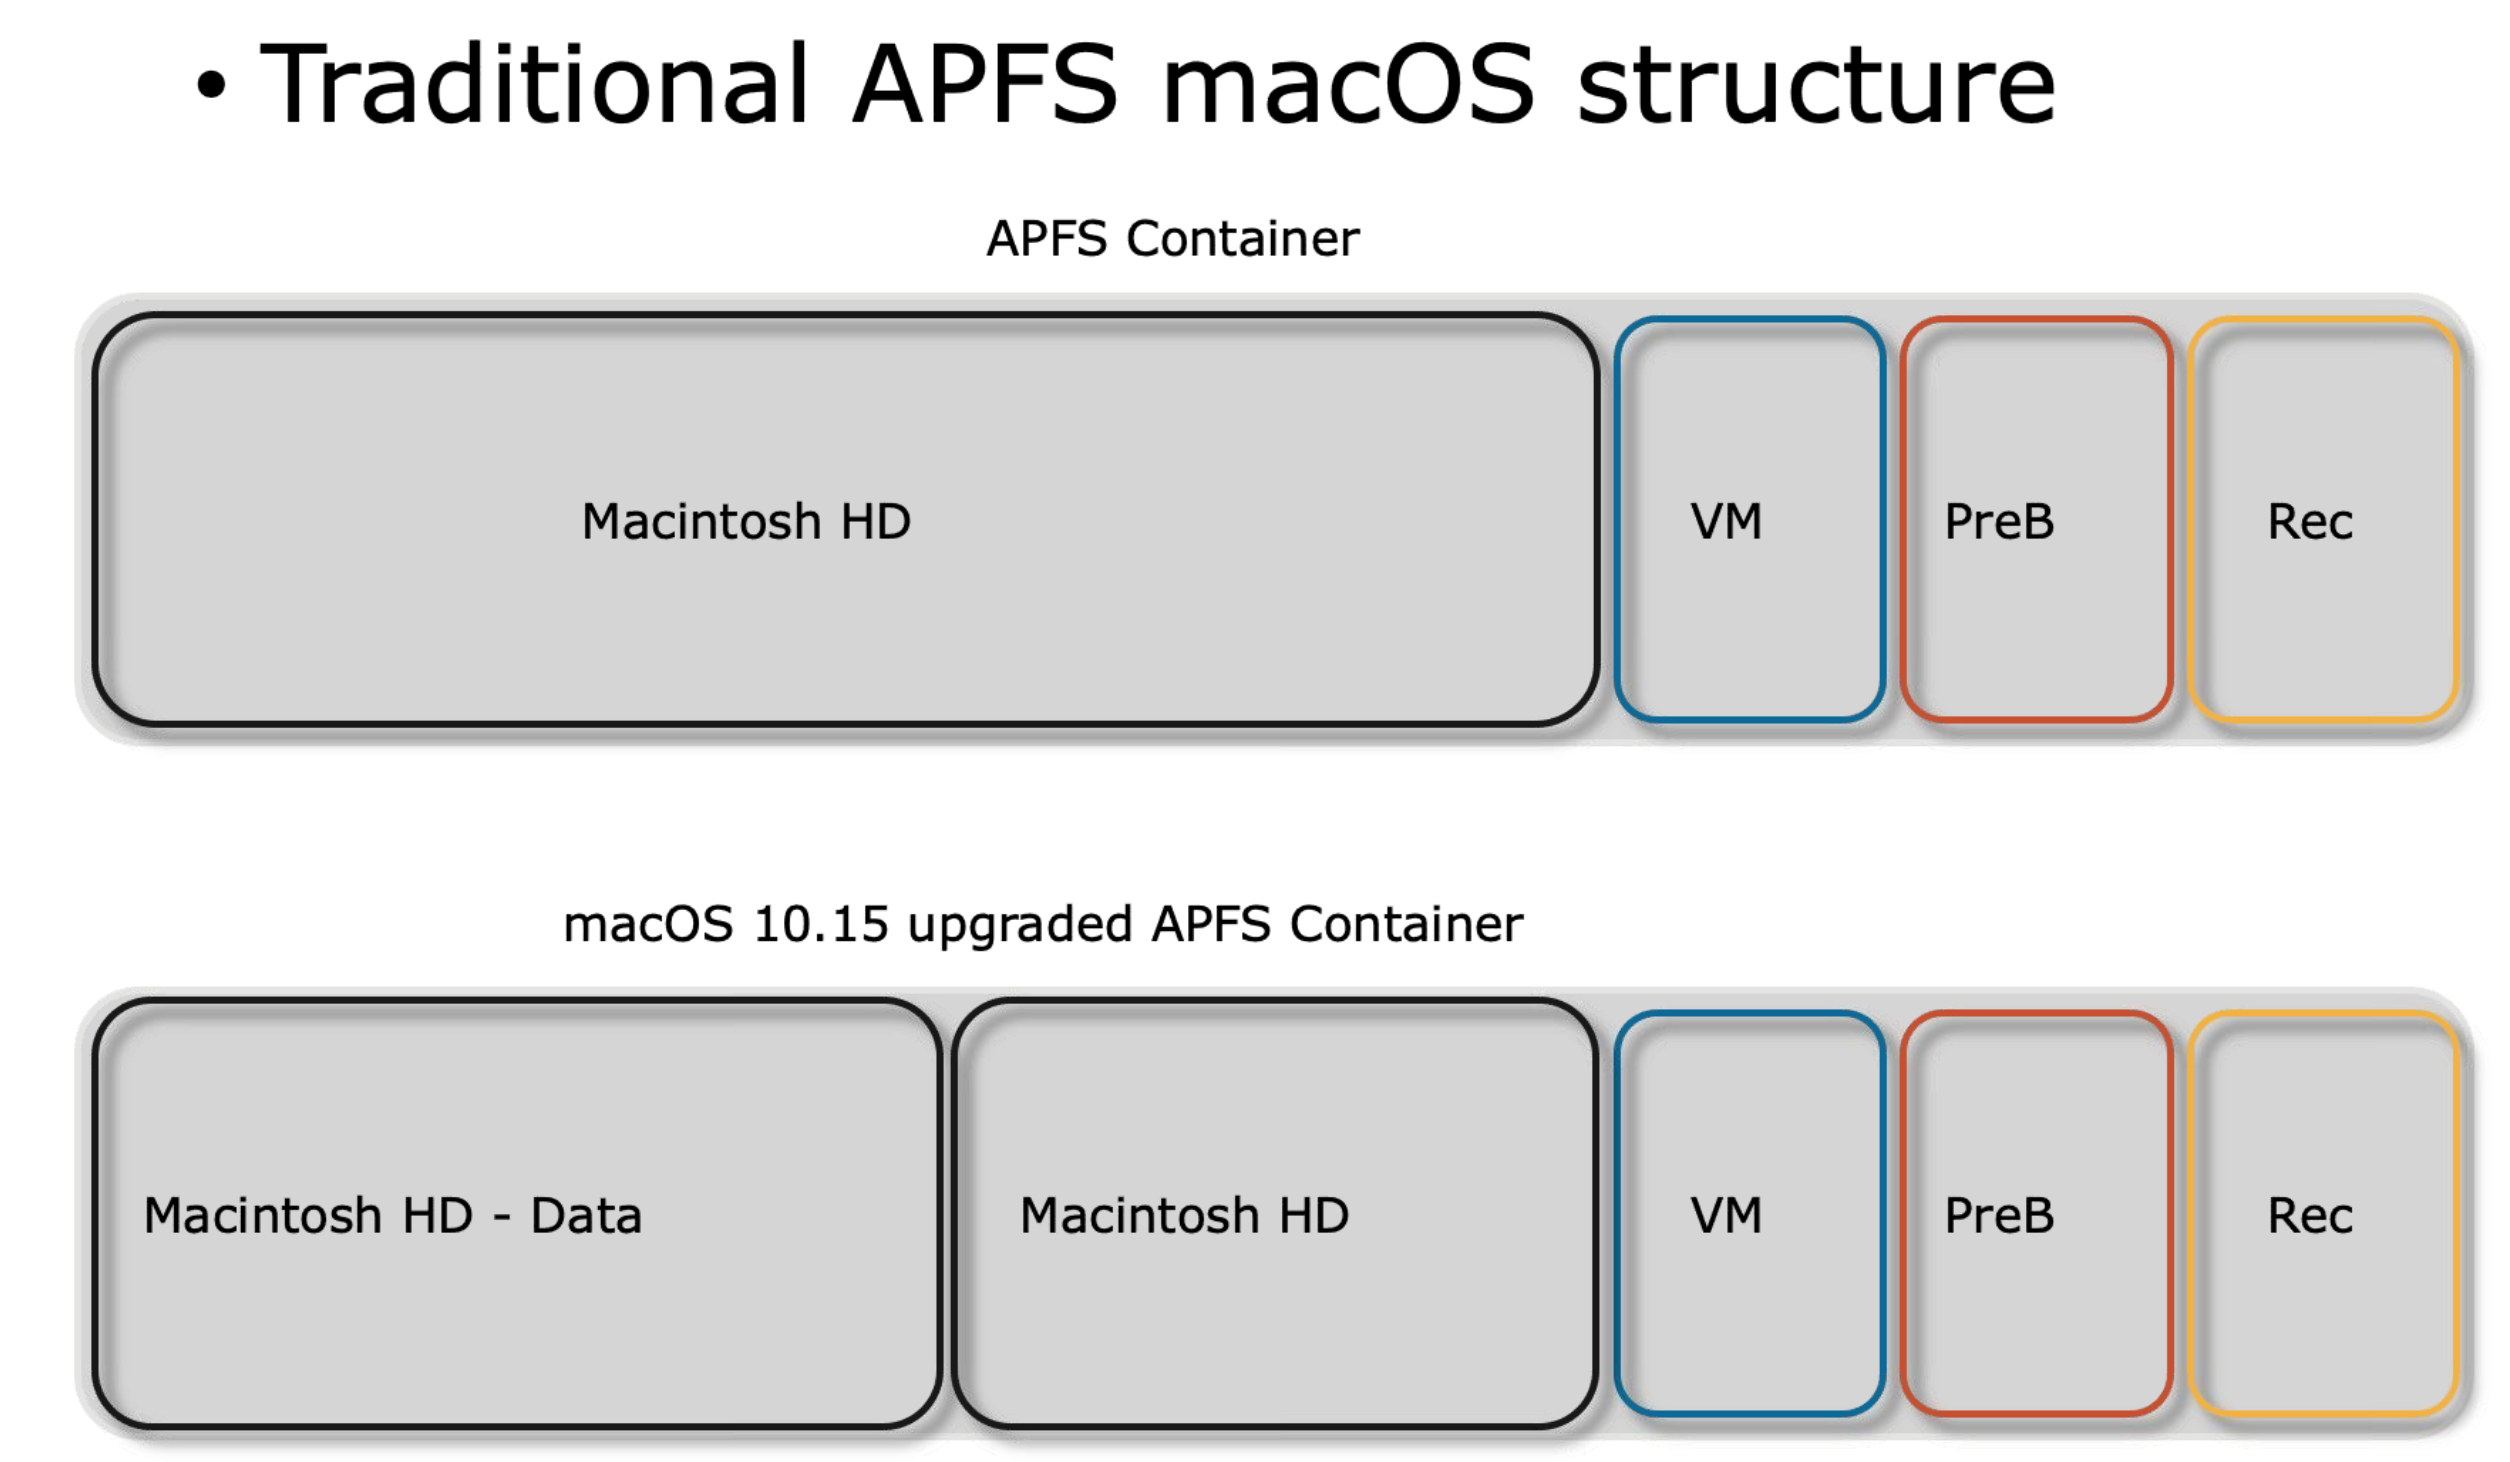 • Traditional APFS macOS structure
APFS Container
Macintosh HD VM PreB Rec
macOS 10.15 upgraded APFS Container
Macintosh HD - Data Macintosh HD VM PreB Rec